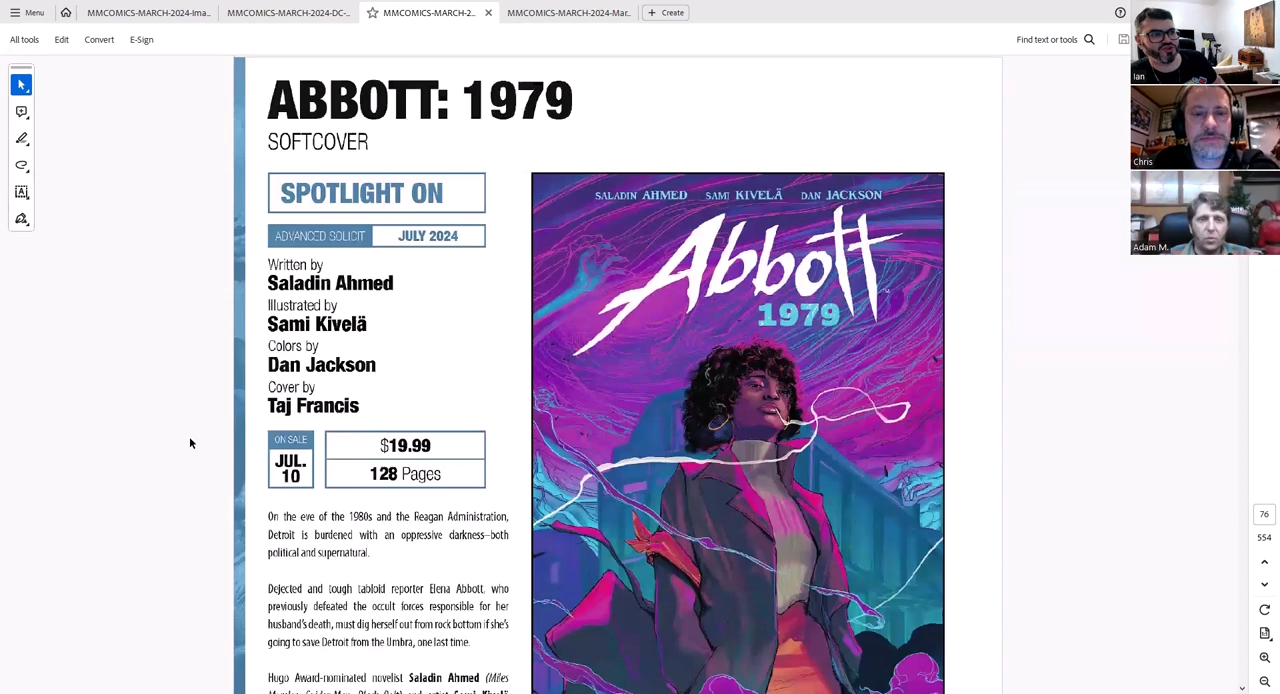 Menu
MMCOMICS-MARCH-2024-Ima...
MMCOMICS-MARCH-2024-DC-...
MMCOMICS-MARCH-2...
MMCOMICS-MARCH-2024-Mar...
+ Create
All tools
Edit
Convert
E-Sign
Find text or tools
Ian
Chris
Adam M.
ABBOTT: 1979
SOFTCOVER
SPOTLIGHT ON
ADVANCED SOLICIT JULY 2024
Written by
Saladin Ahmed
Illustrated by
Sami Kivelä
Colors by
Dan Jackson
Cover by
Taj Francis
ON SALE
JUL.
10
$19.99
128 Pages
On the eve of the 1980s and the Reagan Administration,
Detroit is burdened with an oppressive darkness—both
political and supernatural.
Dejected and tough tabloid reporter Elena Abbott, who
previously defeated the occult forces responsible for her
husband's death, must dig herself out from rock bottom if she's
going to save Detroit from the Umbra, one last time.
Hugo Award-nominated novelist Saladin Ahmed (Miles
SALADIN AHMED SAMI KIVELÄ DAN JACKSON
Abbott
1979
76
554